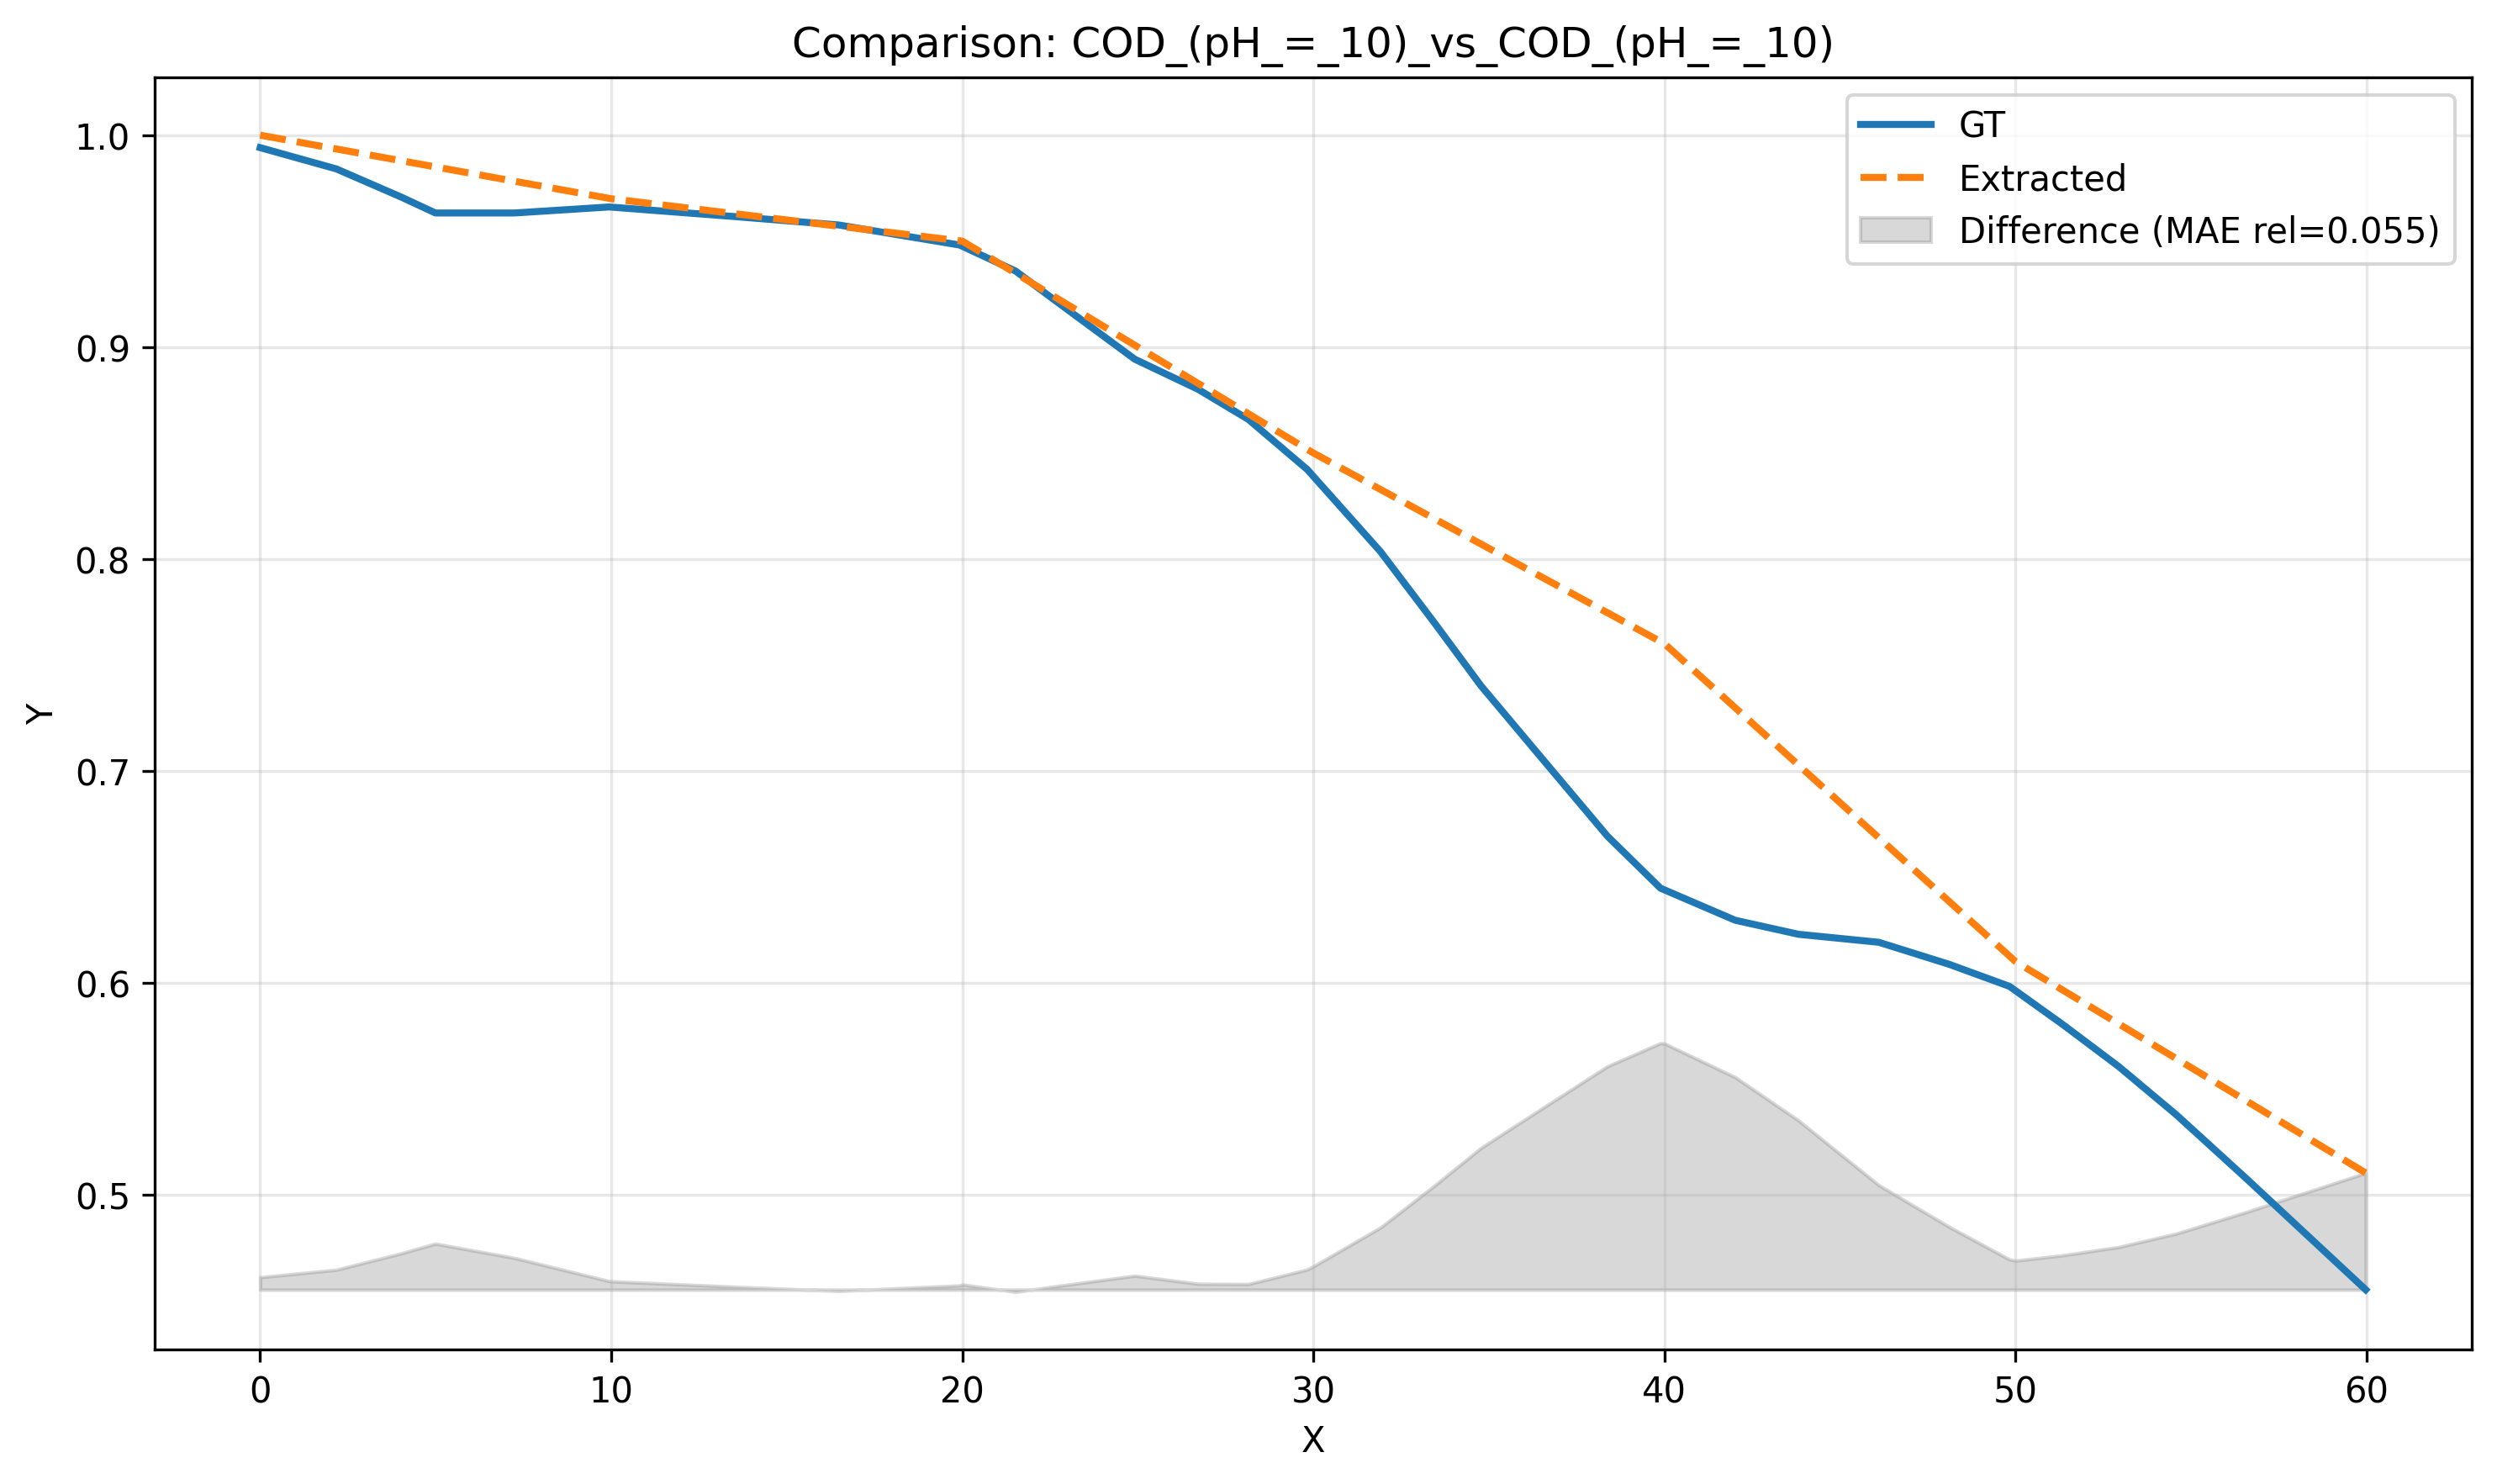 Comparison: COD_(pH_=_10)_vs_COD_(pH_=_10)
GT
Extracted
Difference (MAE rel=0.055)
1.0
0.9
0.8
0.7
0.6
0.5
Y
0 10 20 30 40 50 60
X